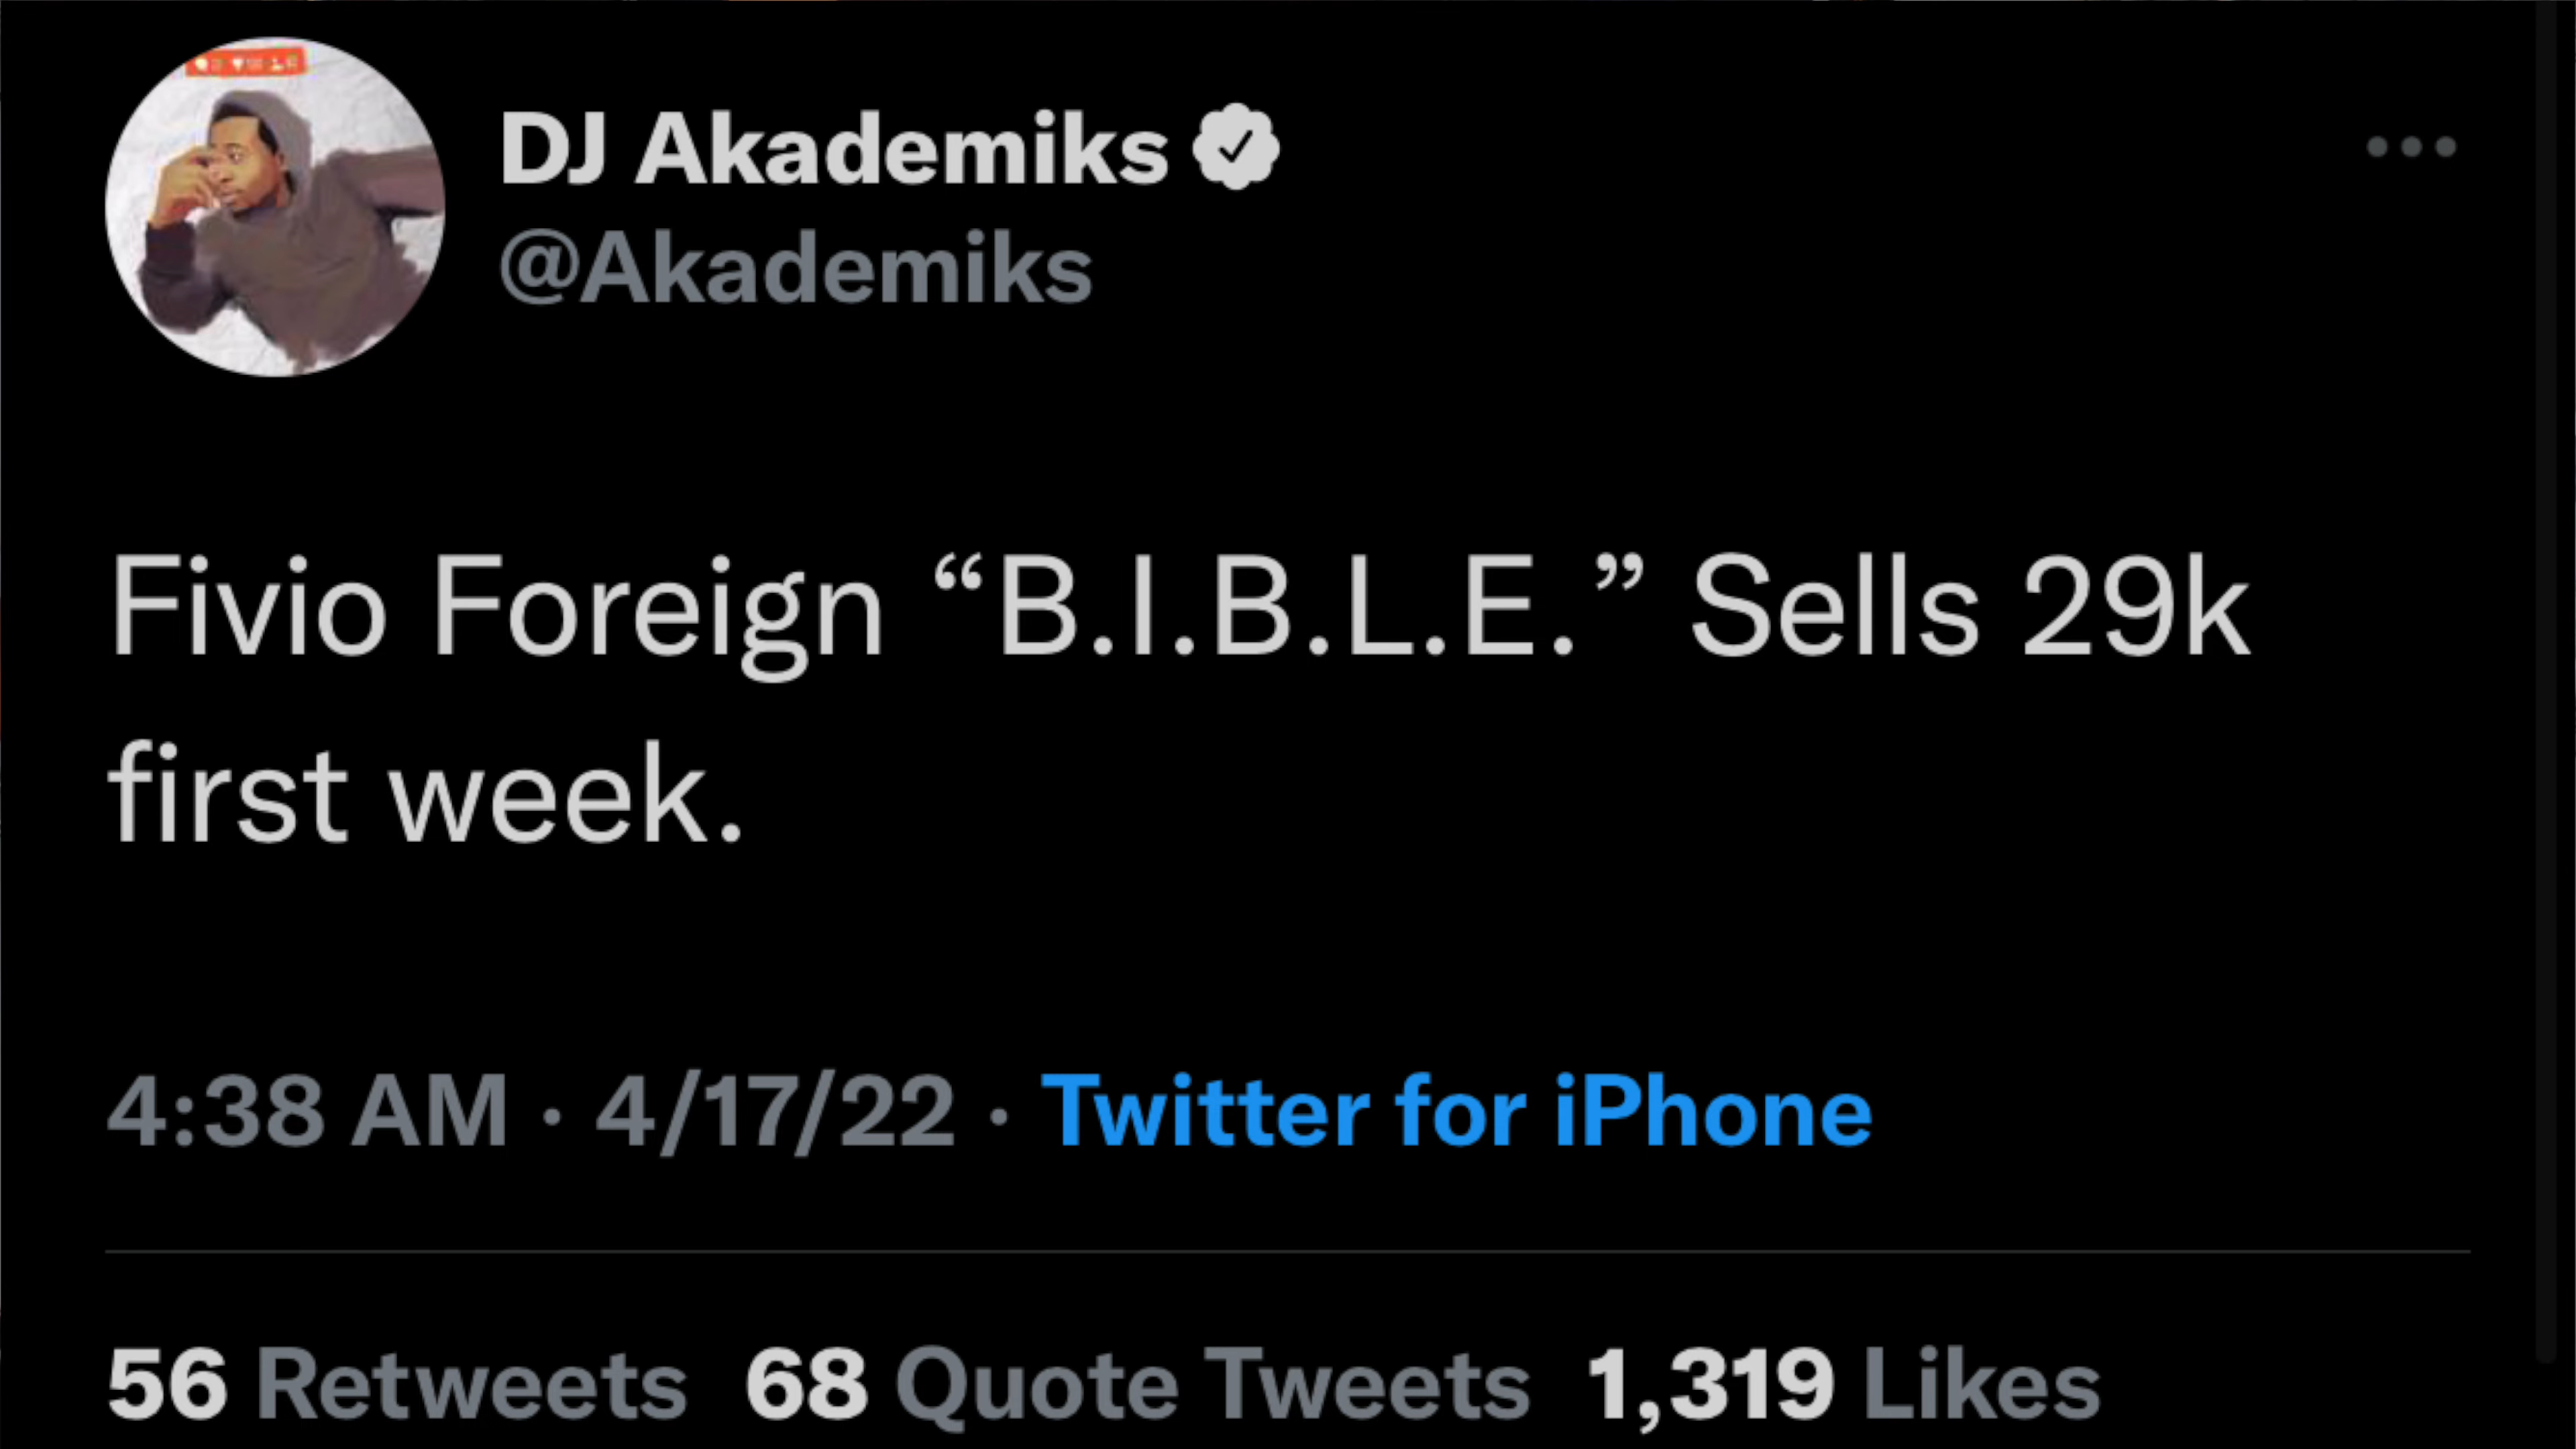 DJ Akademiks
@Akademiks
Fivio Foreign “B.I.B.L.E.” Sells 29k
first week.
4:38 AM · 4/17/22 · Twitter for iPhone
56 Retweets 68 Quote Tweets 1,319 Likes